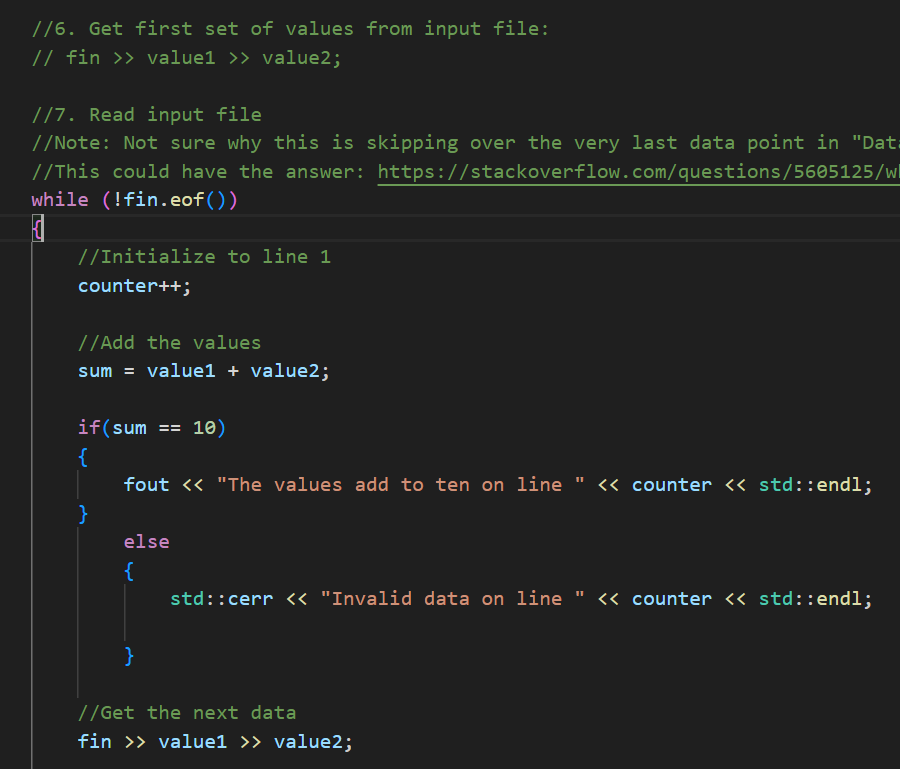 //6. Get first set of values from input file:
// fin >> value1 >> value2;
//7. Read input file
//Note: Not sure why this is skipping over the very last data point in "Dat
//This could have the answer: https://stackoverflow.com/questions/5605125/w
while (!fin.eof())
{
//Initialize to line 1
counter++;
//Add the values
sum = value1 + value2;
if(sum == 10)
{
fout << "The values add to ten on line " << counter << std::endl;
}
else
{
std::cerr << "Invalid data on line " << counter << std::endl;
}
//Get the next data
fin >> value1 >> value2;